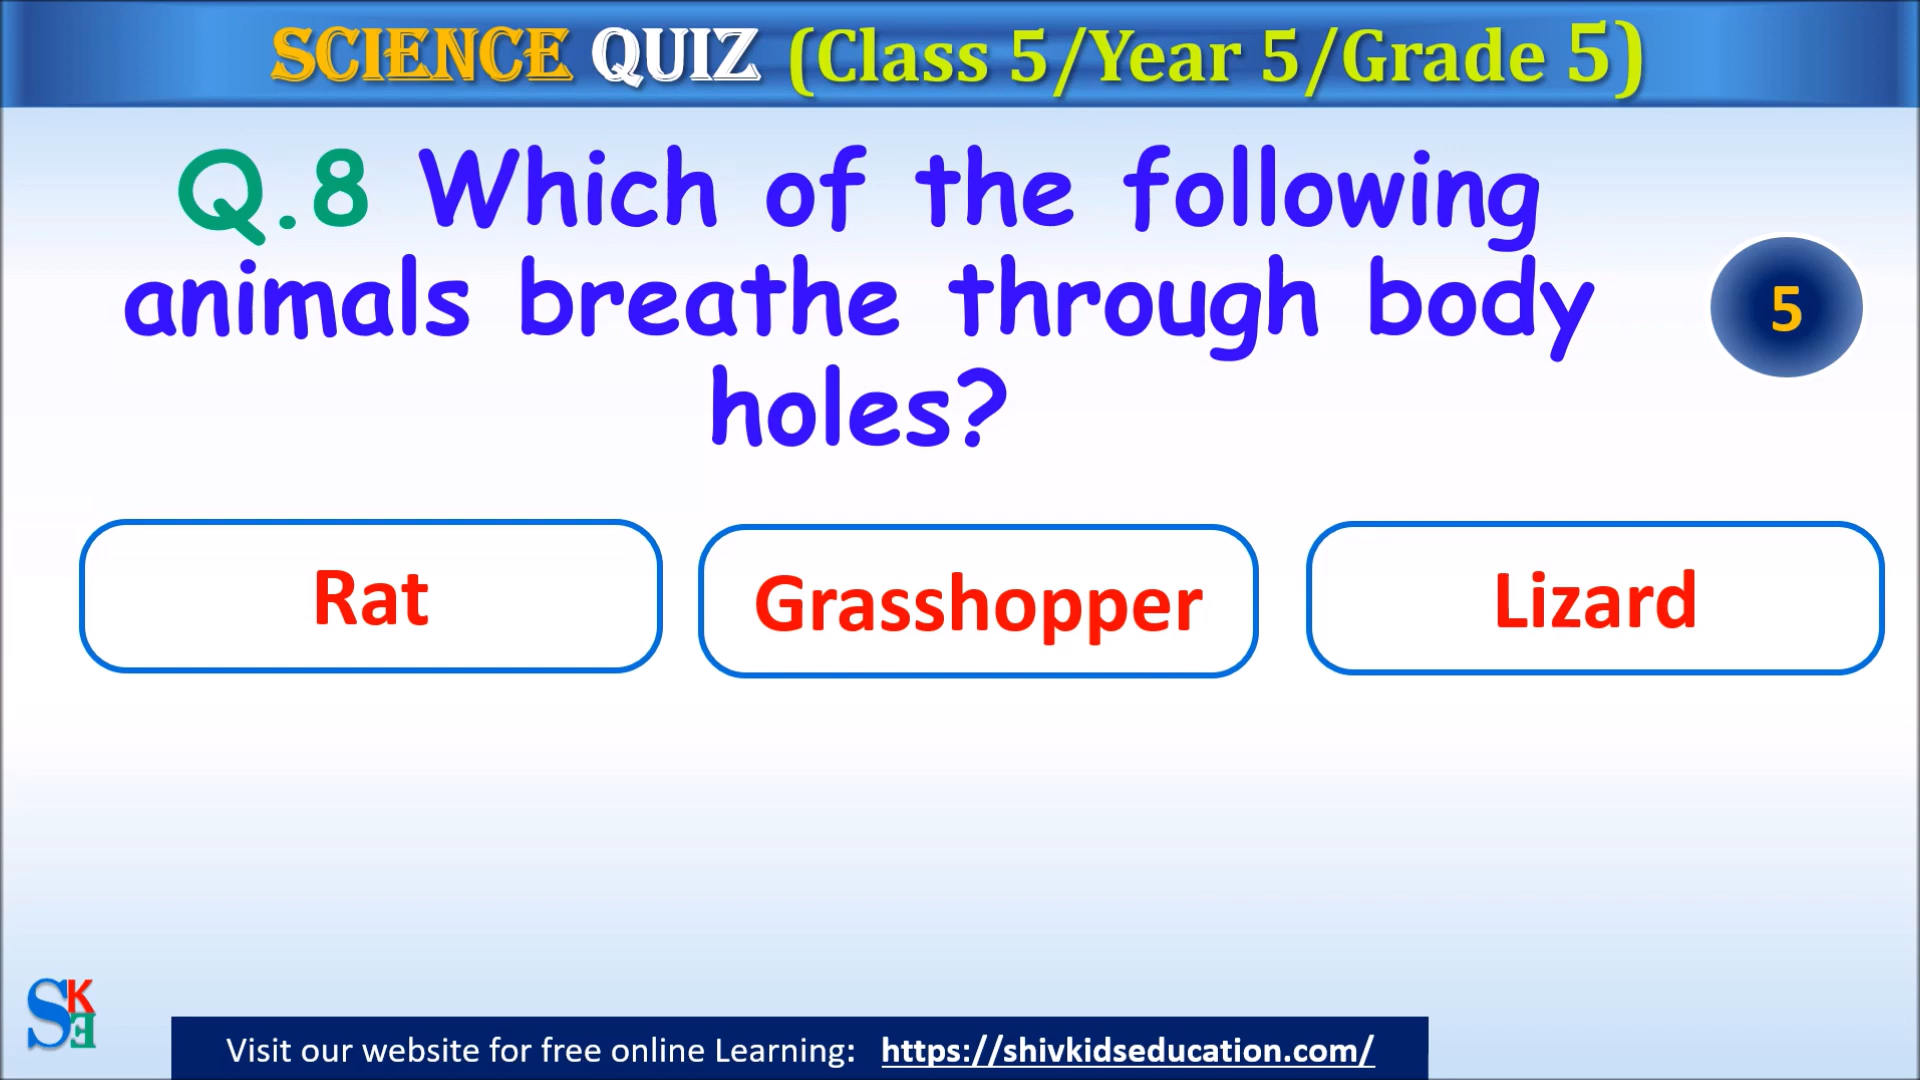 SCIENCE QUIZ (Class 5/Year 5/Grade 5)
Q.8 Which of the following
animals breathe through body
holes?
5
Rat
Grasshopper
Lizard
SKE
Visit our website for free online Learning: https://shivkidseducation.com/